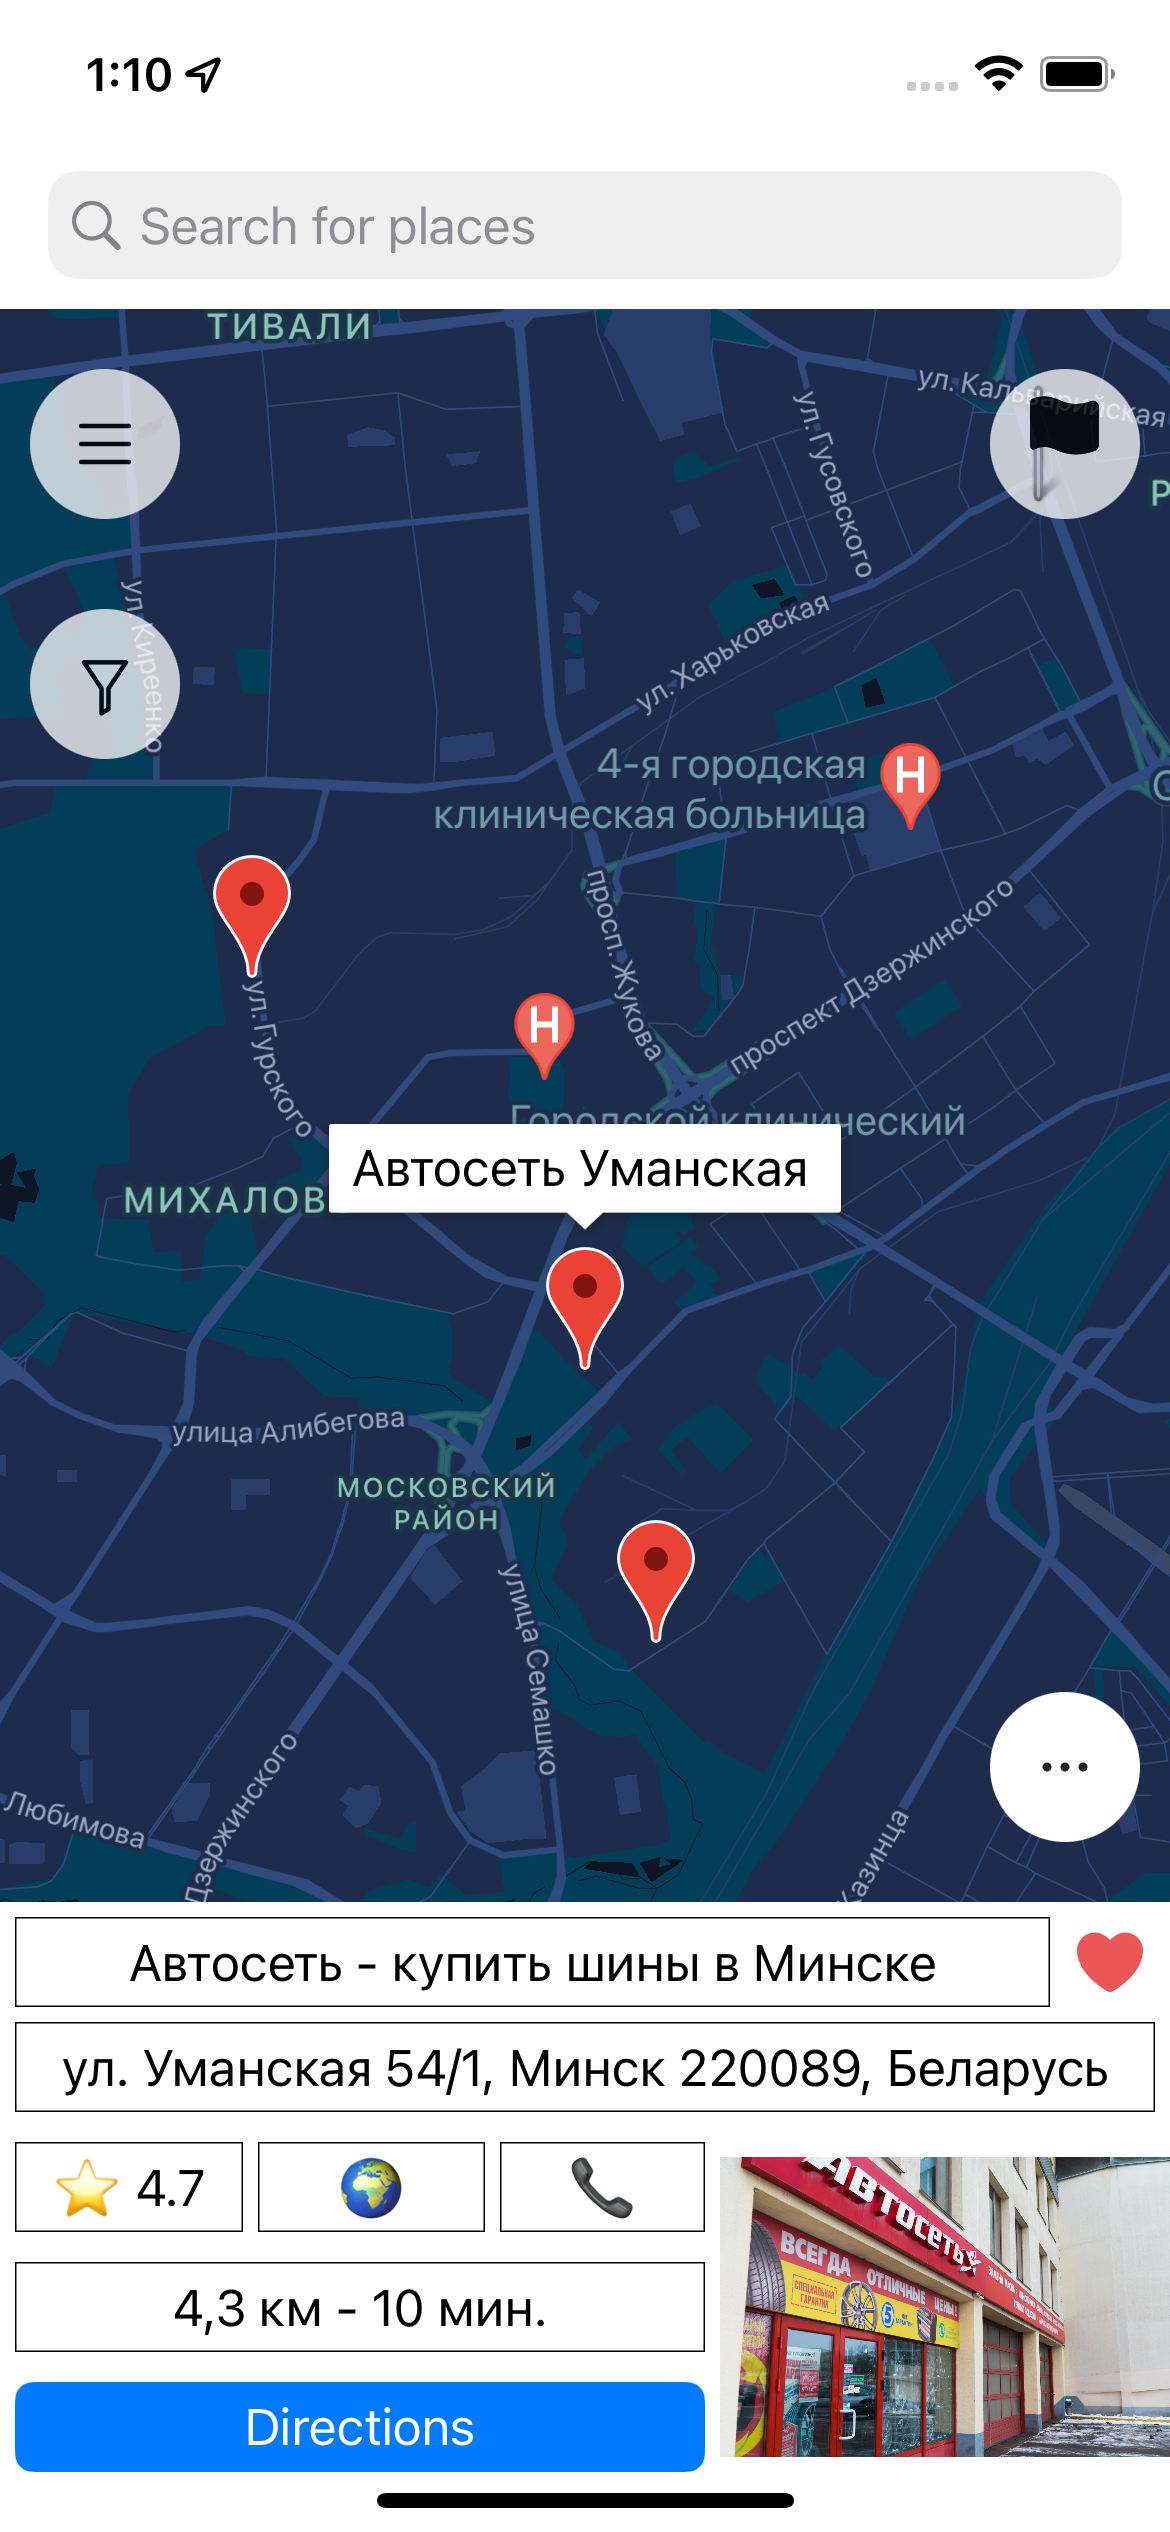 1:10
Search for places
ТИВАЛИ
ул. Кальварийская
ул. Гусовского
ул. Киреенко
ул. Харьковская
4-я городская
клиническая больница
H
просп. Жукова
проспект Дзержинского
ул. Гурского
H
Городской клинический
Автосеть Уманская
МИХАЛОВ
улица Алибегова
МОСКОВСКИЙ
РАЙОН
улица Семашко
Любимова
Дзержинского
Казинца
Автосеть - купить шины в Минске
ул. Уманская 54/1, Минск 220089, Беларусь
4.7
4,3 км - 10 мин.
Directions
АВТОСЕТЬ
ВСЕГДА ОТЛИЧНЫЕ ЦЕНЫ!
СПЕЦИАЛЬНАЯ
ГАРАНТИЯ
5